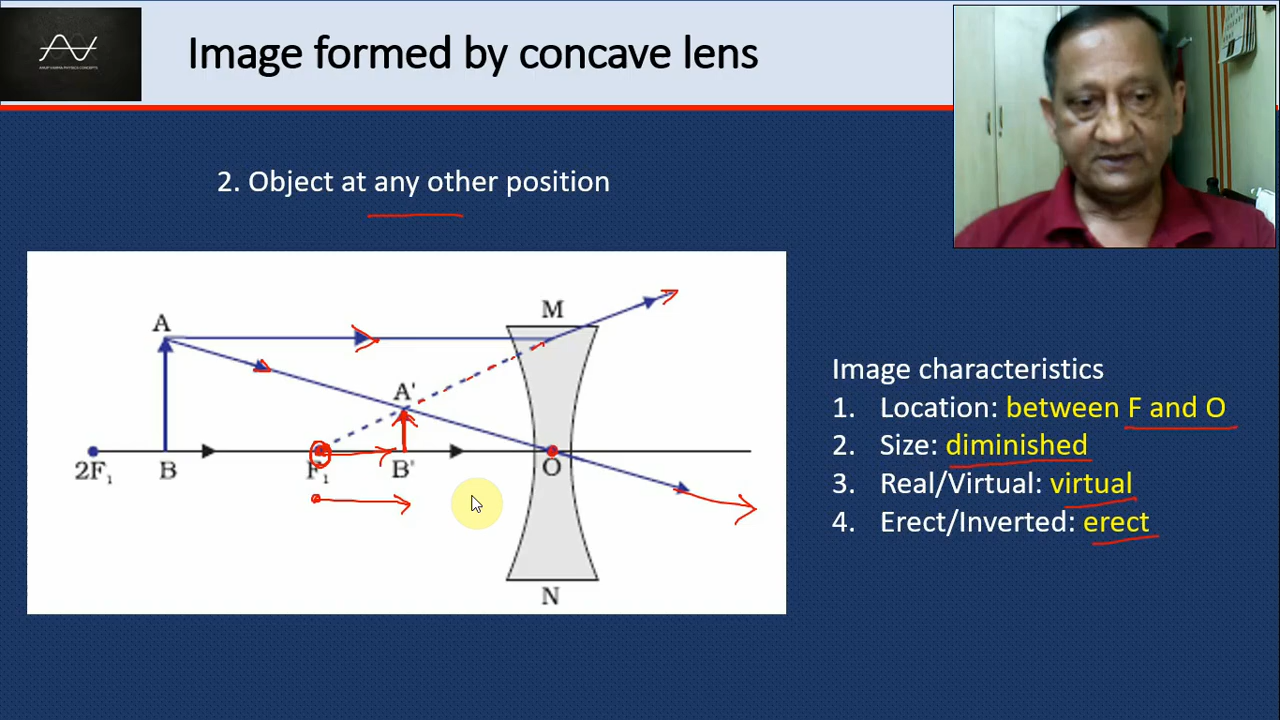 Image formed by concave lens
2. Object at any other position
M
A
A'
2F₁
B
F₁
B'
O
N
Image characteristics
1. Location: between F and O
2. Size: diminished
3. Real/Virtual: virtual
4. Erect/Inverted: erect